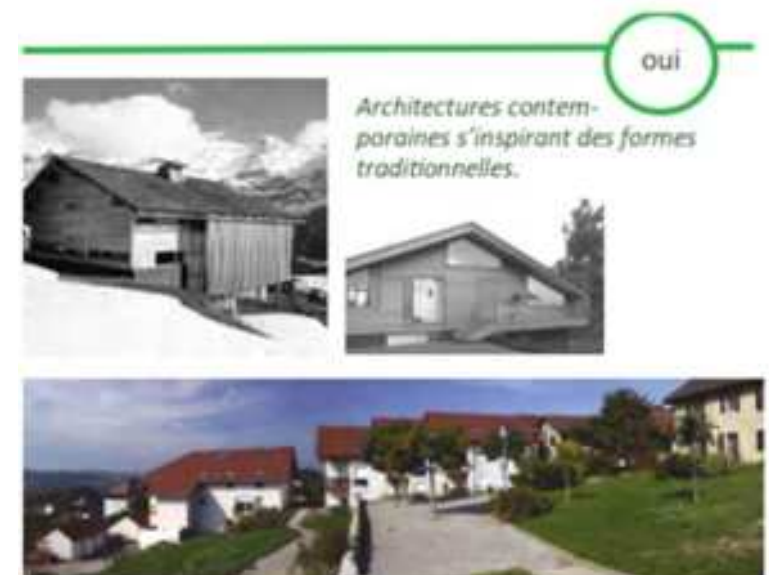 oui
Architectures contem-
poraines s'inspirant des formes
traditionnelles.